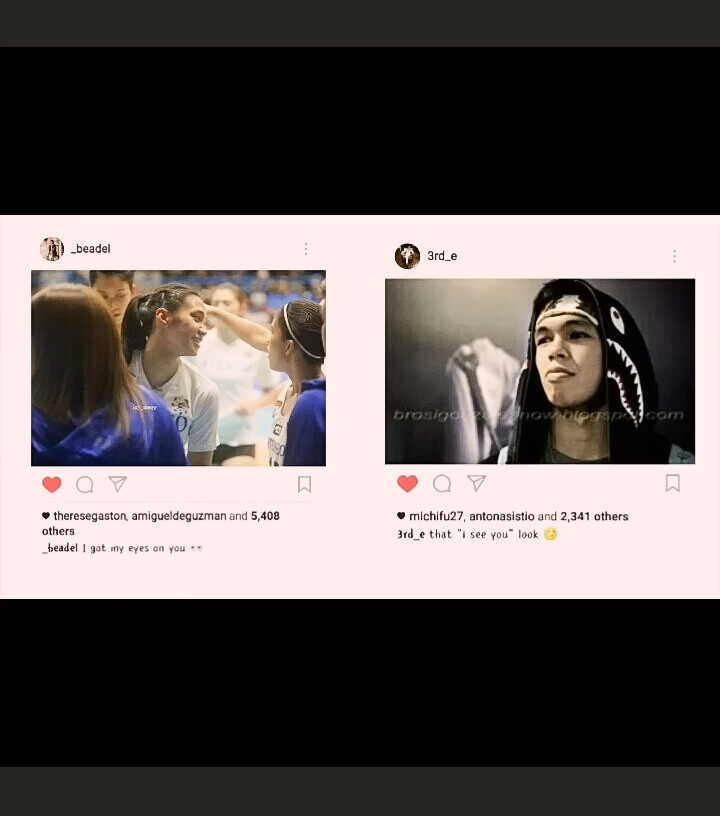 _beadel
theresegaston, amigueldeguzman and 5,408
others
_beadel I got my eyes on you 👀
3rd_e
michifu27, antonasistio and 2,341 others
3rd_e that "i see you" look 😏